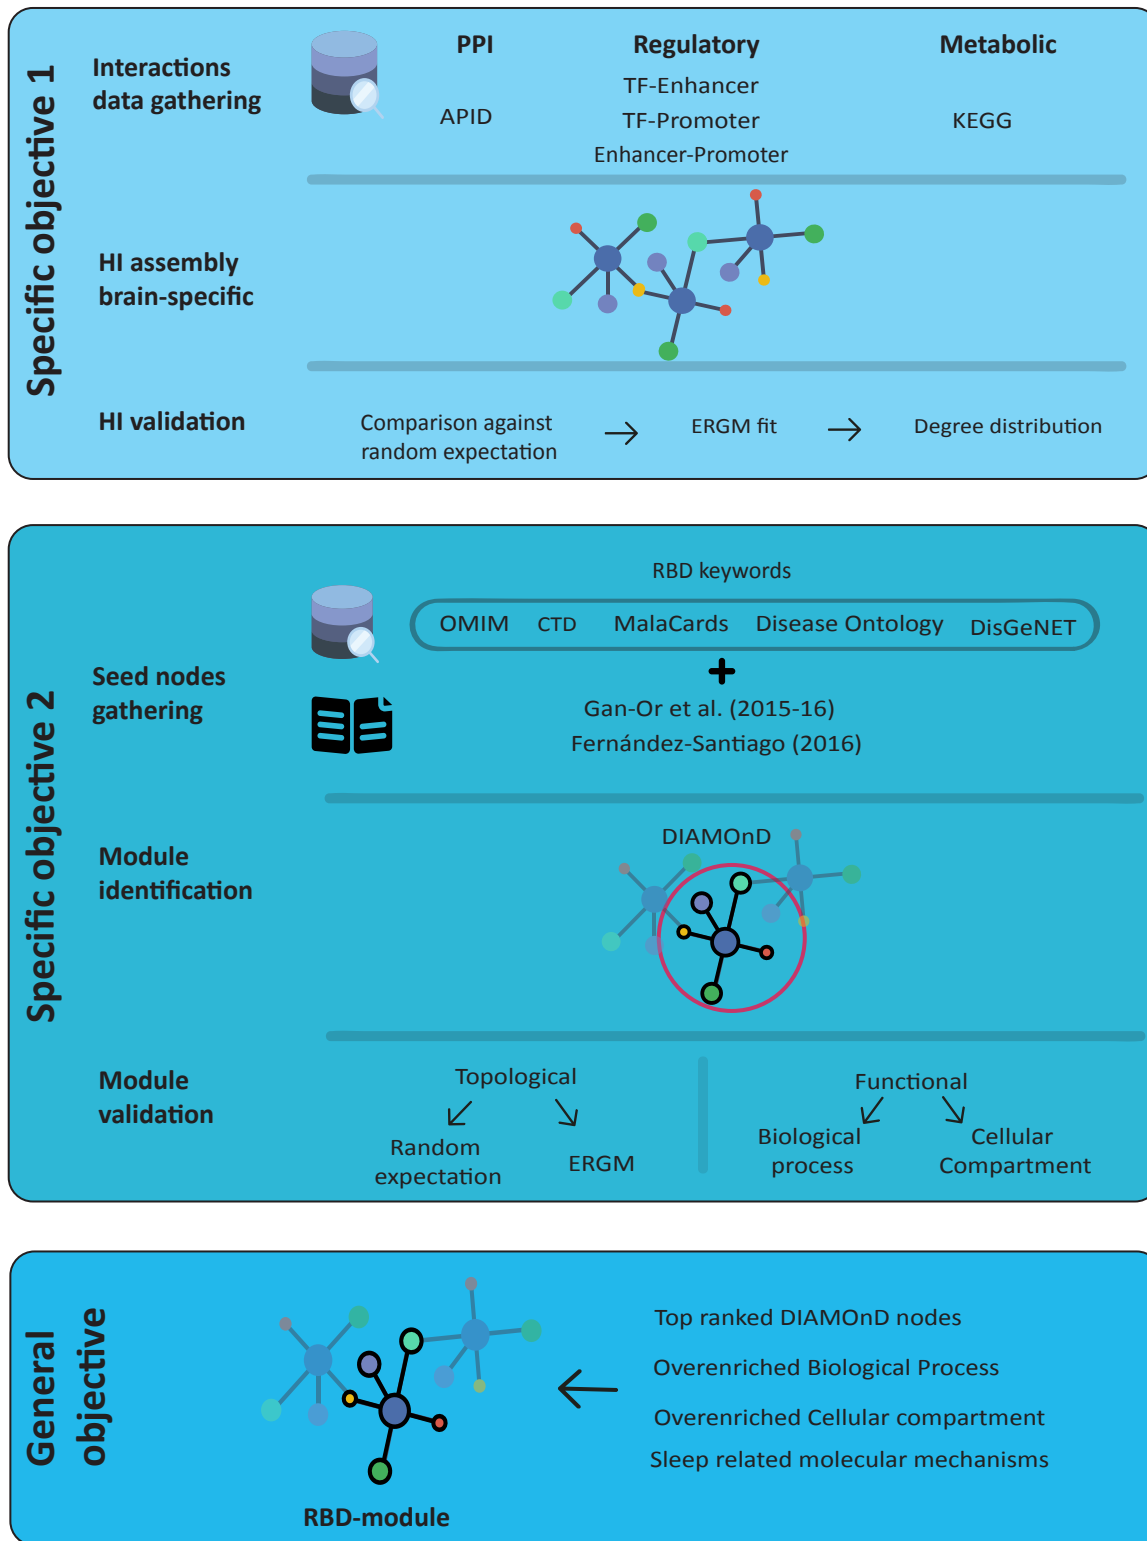 Specific objective 1
Interactions
data gathering
PPI
Regulatory
Metabolic
APID
TF-Enhancer
TF-Promoter
Enhancer-Promoter
KEGG
HI assembly
brain-specific
HI validation
Comparison against
random expectation
ERGM fit
Degree distribution
Specific objective 2
Seed nodes
gathering
RBD keywords
OMIM CTD MalaCards Disease Ontology DisGeNET
Gan-Or et al. (2015-16)
Fernández-Santiago (2016)
Module
identification
DIAMOnD
Module
validation
Topological
Random
expectation
ERGM
Functional
Biological
process
Cellular
Compartment
General
objective
RBD-module
Top ranked DIAMOnD nodes
Overenriched Biological Process
Overenriched Cellular compartment
Sleep related molecular mechanisms